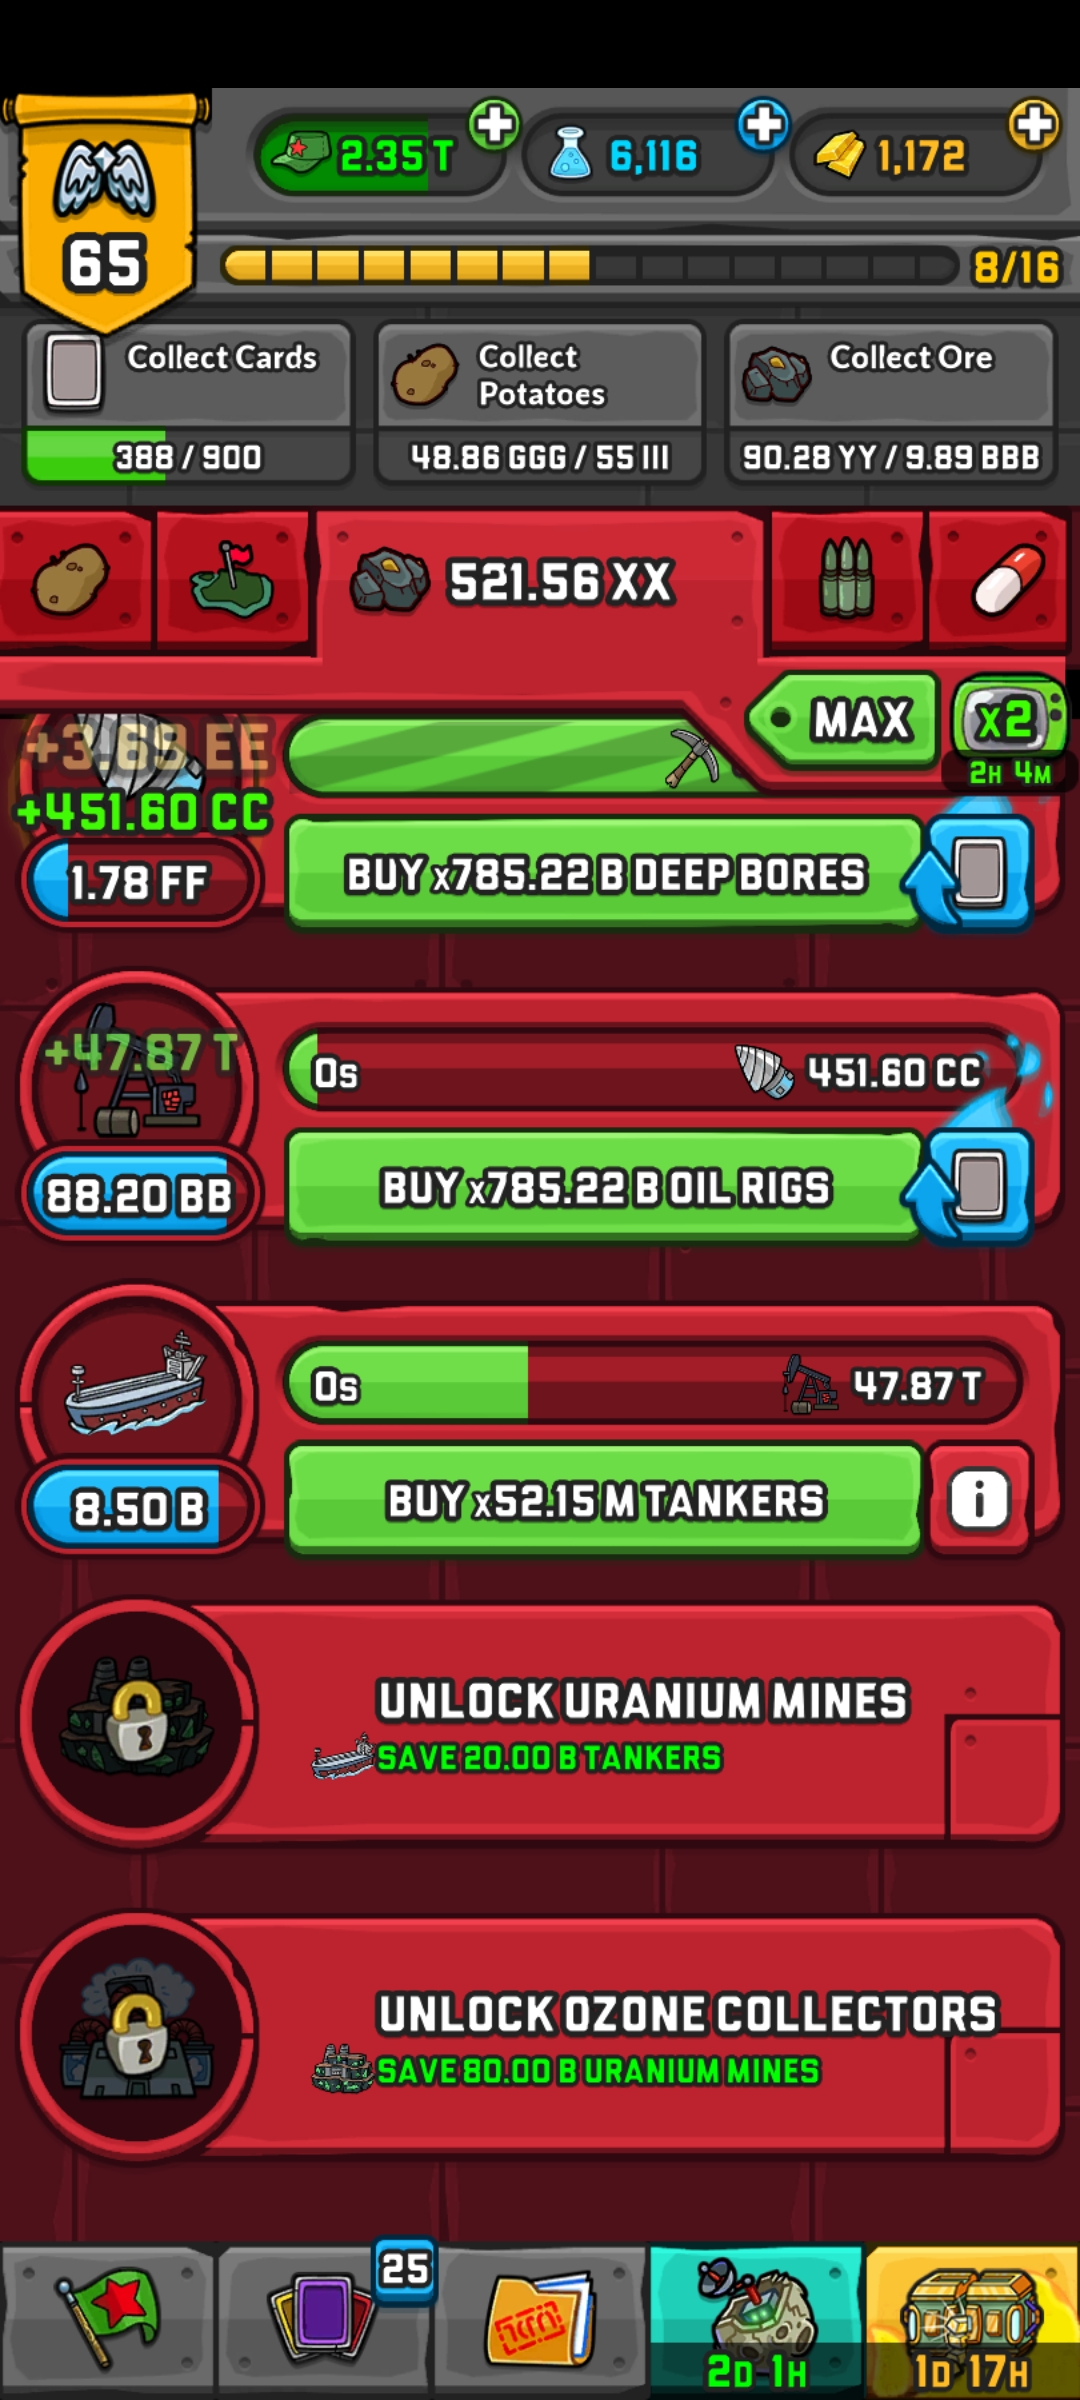 2.35 T
6,116
1,172
65
8/16
Collect Cards
388 / 900
Collect
Potatoes
48.86 GGG / 55 III
Collect Ore
90.28 YY / 9.89 BBB
521.56 XX
MAX
x2
2H 4M
+3.69 EE
+451.60 CC
1.78 FF
BUY x785.22 B DEEP BORES
+47.87 T
0s
451.60 CC
88.20 BB
BUY x785.22 B OIL RIGS
0s
47.87 T
8.50 B
BUY x52.15 M TANKERS
i
UNLOCK URANIUM MINES
SAVE 20.00 B TANKERS
UNLOCK OZONE COLLECTORS
SAVE 80.00 B URANIUM MINES
25
2D 1H
1D 17H